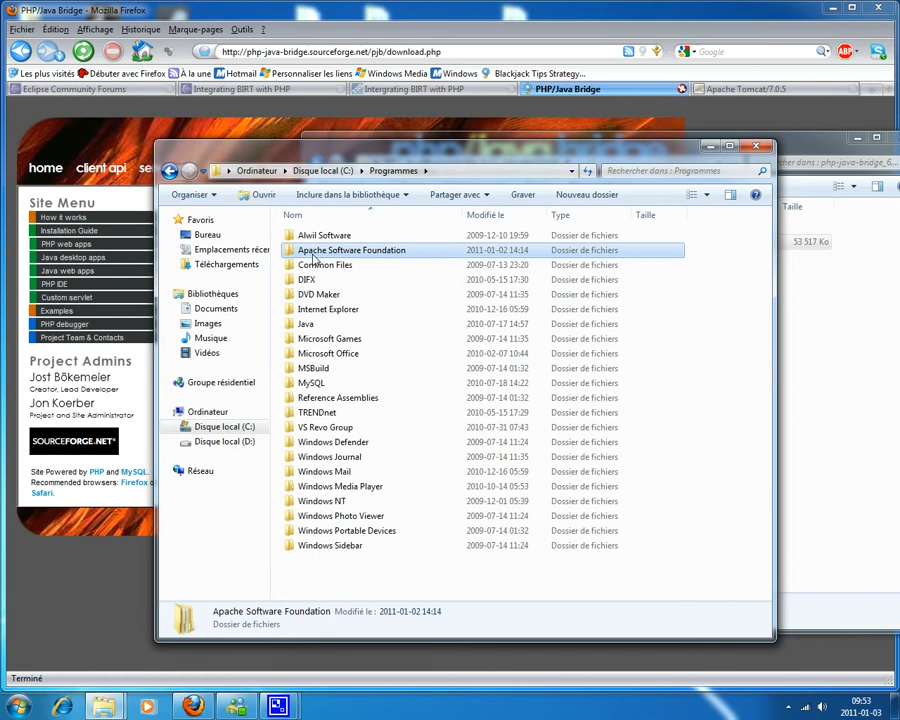 PHP/Java Bridge - Mozilla Firefox
Fichier Édition Affichage Historique Marque-pages Outils ?
http://php-java-bridge.sourceforge.net/pjb/download.php
Google
ABP
Les plus visités Débuter avec Firefox À la une Hotmail Personnaliser les liens Windows Media Windows Blackjack Tips Strategy...
Eclipse Community Forums
Integrating BIRT with PHP
Intergrating BIRT with PHP
PHP/Java Bridge
Apache Tomcat/7.0.5
home client api se
Site Menu
How it works
Installation Guide
PHP web apps
Java desktop apps
Java web apps
PHP IDE
Custom servlet
Examples
PHP debugger
Project Team & Contacts
Project Admins
Jost Bökemeier
Creator, Lead Developer
Jon Koerber
Project and Site Administrator
SOURCEFORGE.NET
Site Powered by PHP and MySQL.
Recommended browsers: Firefox o
Safari.
Ordinateur Disque local (C:) Programmes
Rechercher dans : Programmes
Organiser Ouvrir Inclure dans la bibliothèque Partager avec Graver Nouveau dossier
Favoris
Bureau
Emplacements récen
Téléchargements
Bibliothèques
Documents
Images
Musique
Vidéos
Groupe résidentiel
Ordinateur
Disque local (C:)
Disque local (D:)
Réseau
Nom Modifié le Type Taille
Alwil Software 2009-12-10 19:59 Dossier de fichiers
Apache Software Foundation 2011-01-02 14:14 Dossier de fichiers
Common Files 2009-07-13 23:20 Dossier de fichiers
DIFX 2010-05-15 17:30 Dossier de fichiers
DVD Maker 2009-07-14 11:35 Dossier de fichiers
Internet Explorer 2010-12-16 05:59 Dossier de fichiers
Java 2010-07-17 14:57 Dossier de fichiers
Microsoft Games 2009-07-14 11:35 Dossier de fichiers
Microsoft Office 2010-02-07 10:44 Dossier de fichiers
MSBuild 2009-07-14 01:32 Dossier de fichiers
MySQL 2010-07-18 14:22 Dossier de fichiers
Reference Assemblies 2009-07-14 01:32 Dossier de fichiers
TRENDnet 2010-05-15 17:29 Dossier de fichiers
VS Revo Group 2010-07-31 07:43 Dossier de fichiers
Windows Defender 2009-07-14 11:24 Dossier de fichiers
Windows Journal 2009-07-14 11:35 Dossier de fichiers
Windows Mail 2010-12-16 05:59 Dossier de fichiers
Windows Media Player 2010-10-14 05:53 Dossier de fichiers
Windows NT 2009-12-01 05:39 Dossier de fichiers
Windows Photo Viewer 2009-07-14 11:24 Dossier de fichiers
Windows Portable Devices 2009-07-14 01:32 Dossier de fichiers
Windows Sidebar 2009-07-14 11:24 Dossier de fichiers
Apache Software Foundation Modifié le : 2011-01-02 14:14
Dossier de fichiers
cher dans : php-java-bridge_6...
Taille
53 517 Ko
Terminé
09:53
2011-01-03